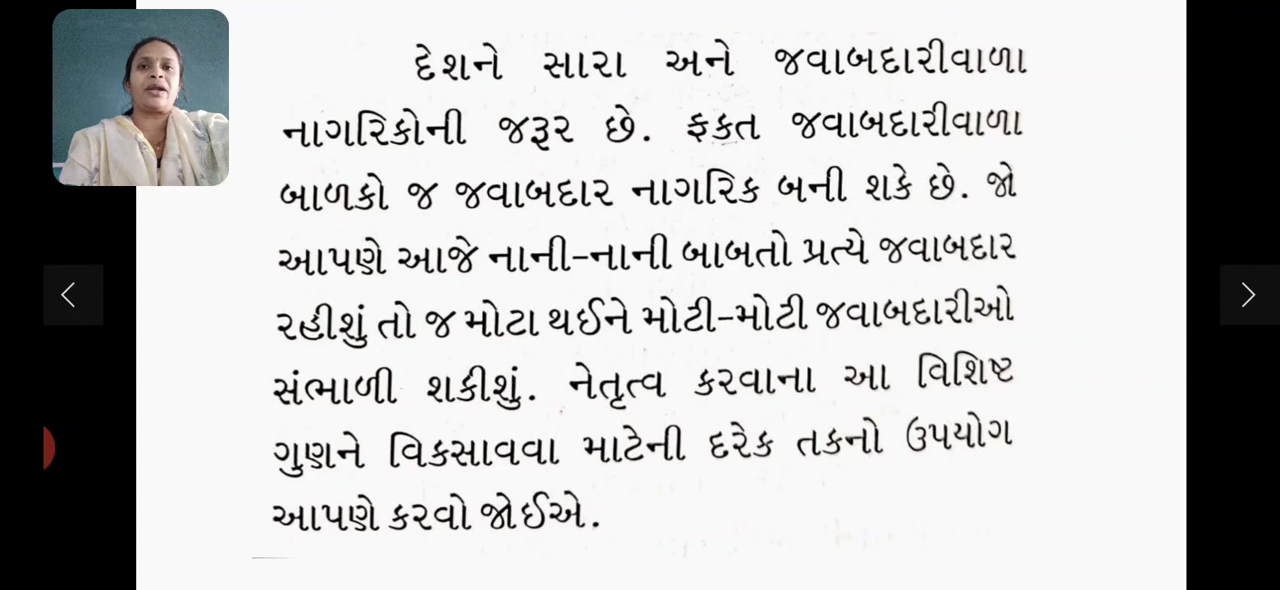 દેશને સારા અને જવાબદારીવાળા
નાગરિકોની જરૂર છે. ફકત જવાબદારીવાળા
બાળકો જ જવાબદાર નાગરિક બની શકે છે. જો
આપણે આજે નાની-નાની બાબતો પ્રત્યે જવાબદાર
રહીશું તો જ મોટા થઈને મોટી-મોટી જવાબદારીઓ
સંભાળી શકીશું. નેતૃત્વ કરવાના આ વિશિષ્ટ
ગુણને વિકસાવવા માટેની દરેક તકનો ઉપયોગ
આપણે કરવો જોઈએ.